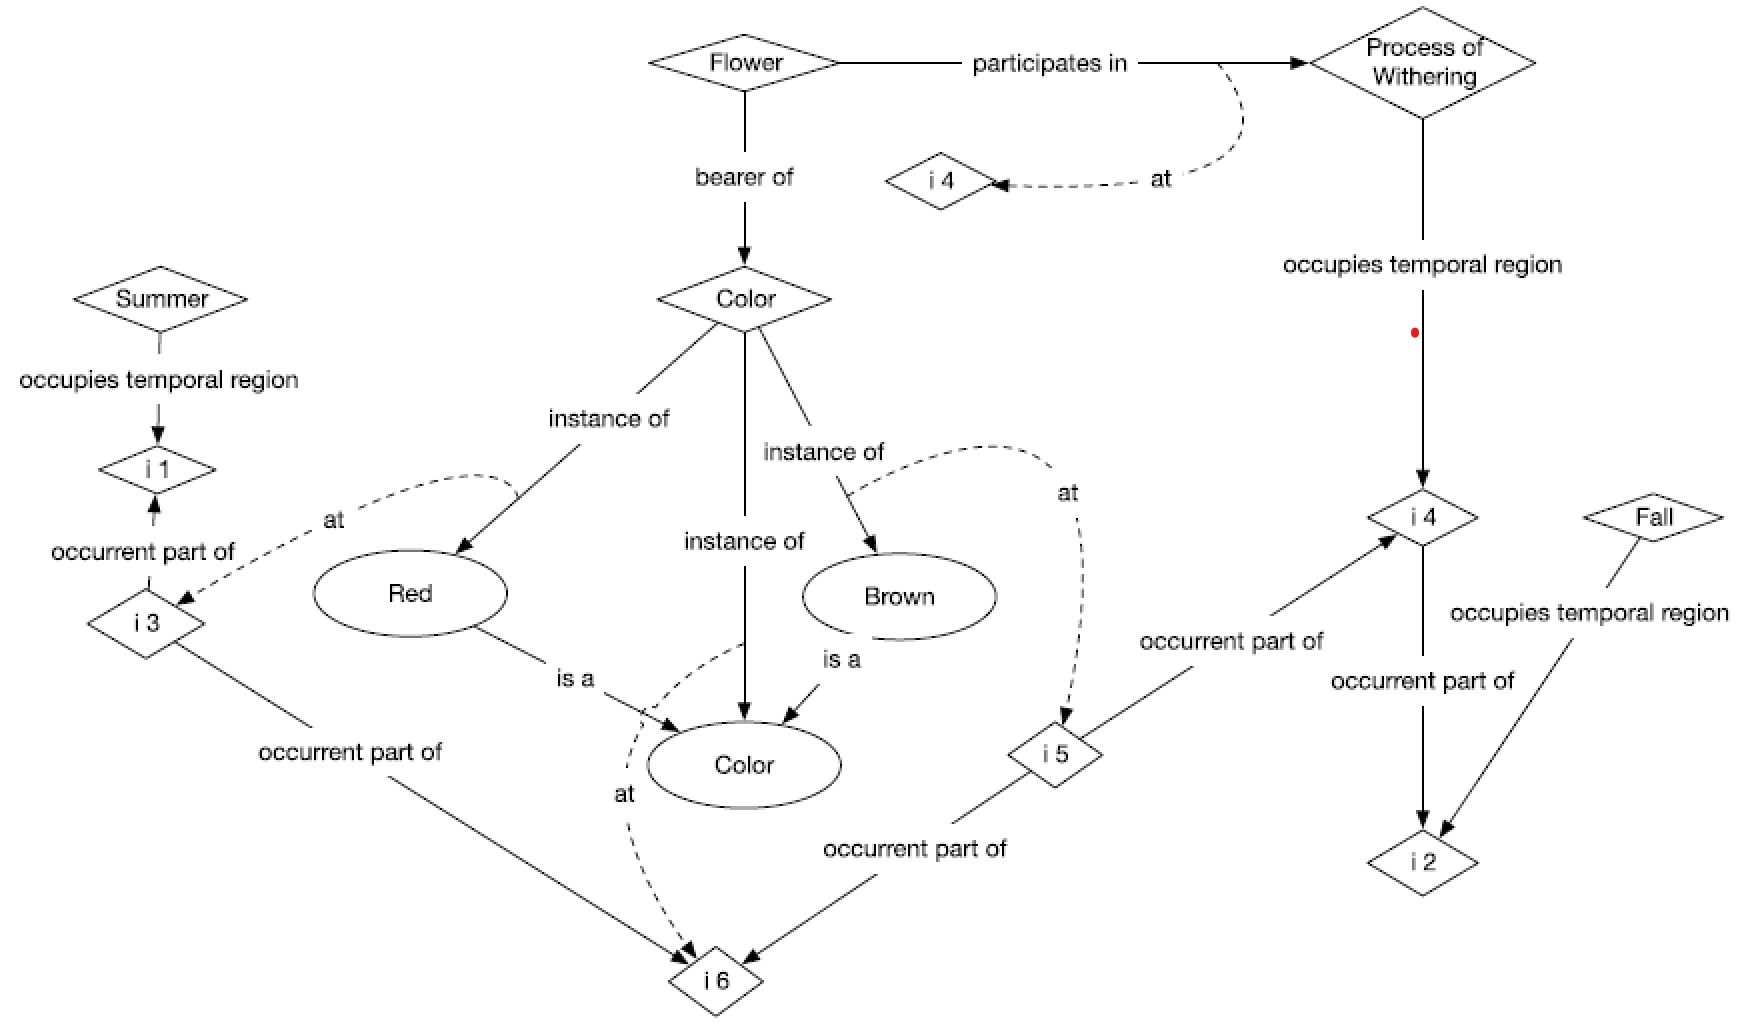 Flower
participates in
Process of
Withering
bearer of
i 4
at
occupies temporal region
Summer
Color
occupies temporal region
instance of
instance of
i 1
at
at
i 4
Fall
occurrent part of
instance of
Red
Brown
i 3
occupies temporal region
occurrent part of
is a
is a
occurrent part of
occurrent part of
Color
i 5
at
occurrent part of
i 2
i 6